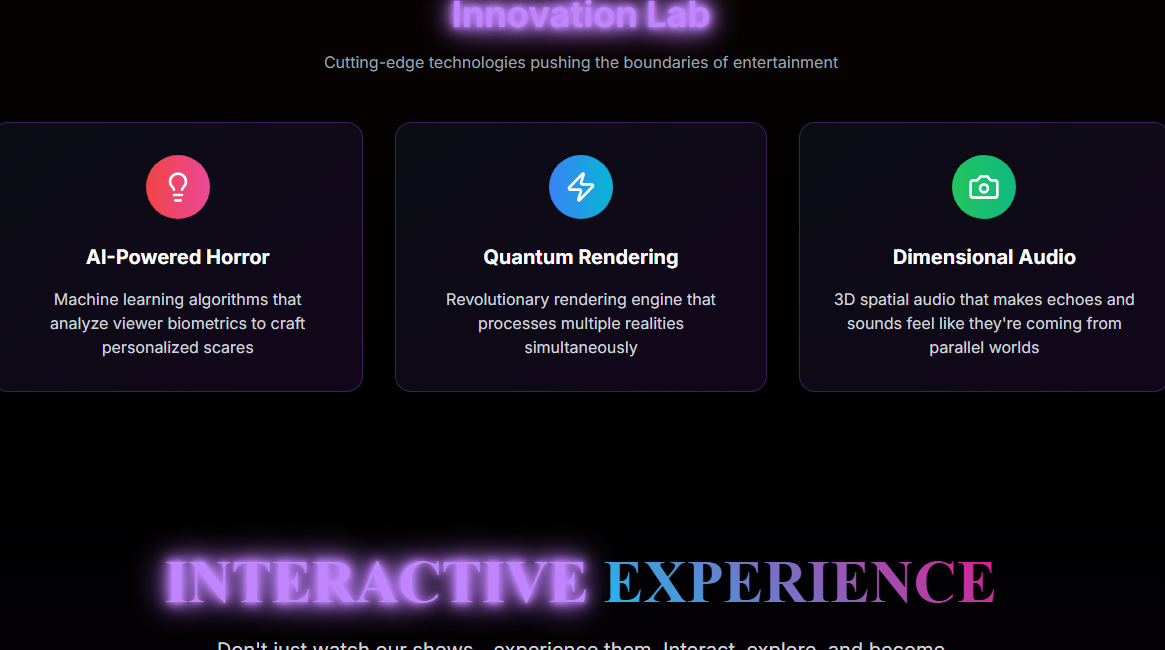 Innovation Lab
Cutting-edge technologies pushing the boundaries of entertainment
AI-Powered Horror
Machine learning algorithms that
analyze viewer biometrics to craft
personalized scares
Quantum Rendering
Revolutionary rendering engine that
processes multiple realities
simultaneously
Dimensional Audio
3D spatial audio that makes echoes and
sounds feel like they're coming from
parallel worlds
INTERACTIVE EXPERIENCE
Don't just watch our shows - experience them. Interact, explore, and become